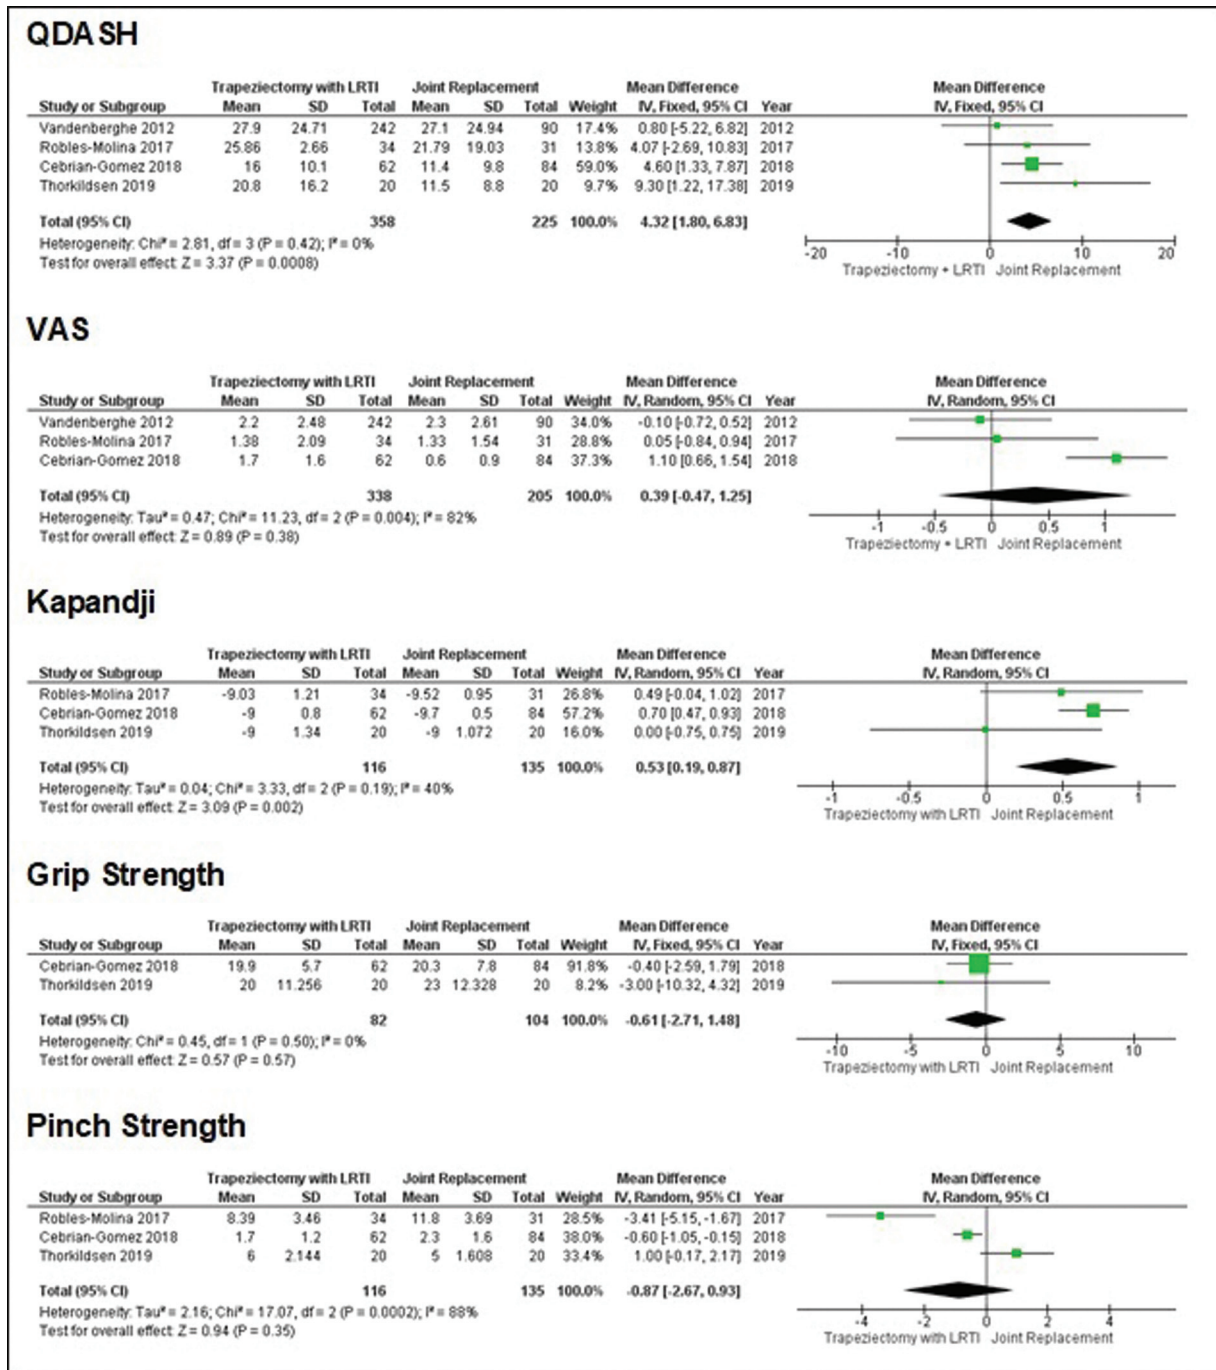 QDASH
Trapeziectomy with LRTI Joint Replacement Mean Difference Mean Difference
Study or Subgroup Mean SD Total Mean SD Total Weight IV, Fixed, 95% CI Year IV, Fixed, 95% CI
Vandenberghe 2012 27.9 24.71 242 27.1 24.94 90 17.4% 0.80 [-5.22, 6.82] 2012
Robles-Molina 2017 25.86 2.66 34 21.79 19.03 31 13.8% 4.07 [-2.69, 10.83] 2017
Cebrian-Gomez 2018 16 10.1 62 11.4 9.8 84 59.0% 4.60 [1.33, 7.87] 2018
Thorkildsen 2019 20.8 16.2 20 11.5 8.8 20 9.7% 9.30 [1.22, 17.38] 2019
Total (95% CI) 358 225 100.0% 4.32 [1.80, 6.83]
Heterogeneity: Chi² = 2.81, df = 3 (P = 0.42); I² = 0%
Test for overall effect: Z = 3.37 (P = 0.0008)
-20 -10 0 10 20
Trapeziectomy + LRTI Joint Replacement
VAS
Trapeziectomy with LRTI Joint Replacement Mean Difference Mean Difference
Study or Subgroup Mean SD Total Mean SD Total Weight IV, Random, 95% CI Year IV, Random, 95% CI
Vandenberghe 2012 2.2 2.48 242 2.3 2.61 90 34.0% -0.10 [-0.72, 0.52] 2012
Robles-Molina 2017 1.38 2.09 34 1.33 1.54 31 28.8% 0.05 [-0.84, 0.94] 2017
Cebrian-Gomez 2018 1.7 1.6 62 0.6 0.9 84 37.3% 1.10 [0.66, 1.54] 2018
Total (95% CI) 338 205 100.0% 0.39 [-0.47, 1.25]
Heterogeneity: Tau² = 0.47; Chi² = 11.23, df = 2 (P = 0.004); I² = 82%
Test for overall effect: Z = 0.89 (P = 0.38)
-1 -0.5 0 0.5 1
Trapeziectomy + LRTI Joint Replacement
Kapandji
Trapeziectomy with LRTI Joint Replacement Mean Difference Mean Difference
Study or Subgroup Mean SD Total Mean SD Total Weight IV, Random, 95% CI Year IV, Random, 95% CI
Robles-Molina 2017 -9.03 1.21 34 -9.52 0.95 31 26.8% 0.49 [-0.04, 1.02] 2017
Cebrian-Gomez 2018 -9 0.8 62 -9.7 0.5 84 57.2% 0.70 [0.47, 0.93] 2018
Thorkildsen 2019 -9 1.34 20 -9 1.072 20 16.0% 0.00 [-0.75, 0.75] 2019
Total (95% CI) 116 135 100.0% 0.53 [0.19, 0.87]
Heterogeneity: Tau² = 0.04; Chi² = 3.33, df = 2 (P = 0.19); I² = 40%
Test for overall effect: Z = 3.09 (P = 0.002)
-1 -0.5 0 0.5 1
Trapeziectomy with LRTI Joint Replacement
Grip Strength
Trapeziectomy with LRTI Joint Replacement Mean Difference Mean Difference
Study or Subgroup Mean SD Total Mean SD Total Weight IV, Fixed, 95% CI Year IV, Fixed, 95% CI
Cebrian-Gomez 2018 19.9 5.7 62 20.3 7.8 84 91.8% -0.40 [-2.59, 1.79] 2018
Thorkildsen 2019 20 11.256 20 23 12.328 20 8.2% -3.00 [-10.32, 4.32] 2019
Total (95% CI) 82 104 100.0% -0.61 [-2.71, 1.48]
Heterogeneity: Chi² = 0.45, df = 1 (P = 0.50); I² = 0%
Test for overall effect: Z = 0.57 (P = 0.57)
-10 -5 0 5 10
Trapeziectomy with LRTI Joint Replacement
Pinch Strength
Trapeziectomy with LRTI Joint Replacement Mean Difference Mean Difference
Study or Subgroup Mean SD Total Mean SD Total Weight IV, Random, 95% CI Year IV, Random, 95% CI
Robles-Molina 2017 8.39 3.46 34 11.8 3.69 31 28.5% -3.41 [-5.15, -1.67] 2017
Cebrian-Gomez 2018 1.7 1.2 62 2.3 1.6 84 38.0% -0.60 [-1.05, -0.15] 2018
Thorkildsen 2019 6 2.144 20 5 1.608 20 33.4% 1.00 [-0.17, 2.17] 2019
Total (95% CI) 116 135 100.0% -0.87 [-2.67, 0.93]
Heterogeneity: Tau² = 2.16; Chi² = 17.07, df = 2 (P = 0.0002); I² = 88%
Test for overall effect: Z = 0.94 (P = 0.35)
-4 -2 0 2 4
Trapeziectomy with LRTI Joint Replacement